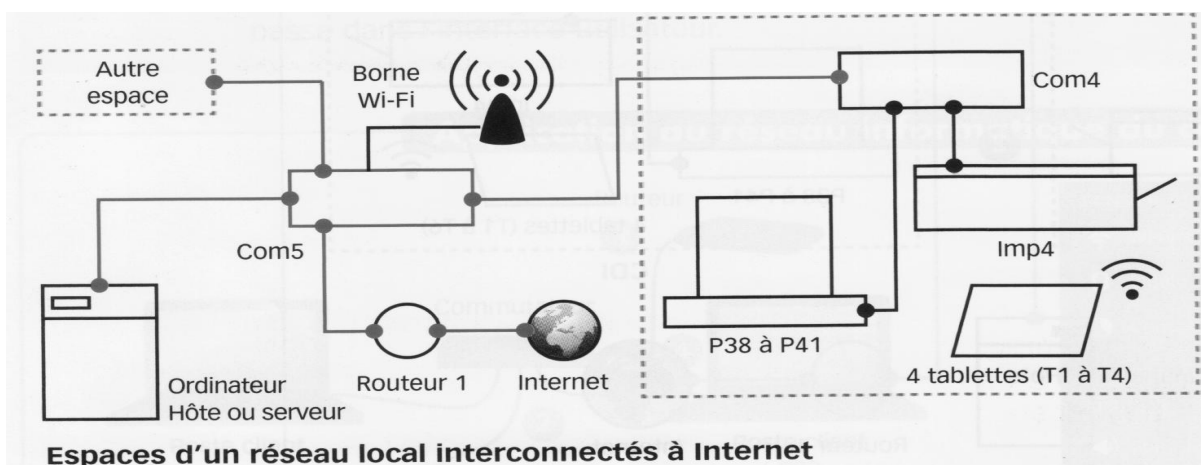 Autre
espace
Borne
Wi-Fi
Com4
Com5
Imp4
P38 à P41
4 tablettes (T1 à T4)
Ordinateur
Hôte ou serveur
Routeur 1
Internet
Espaces d'un réseau local interconnectés à Internet